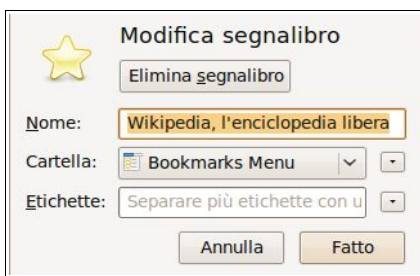 Modifica segnalibro
Elimina segnalibro
Nome: Wikipedia, l'enciclopedia libera
Cartella: Bookmarks Menu
Etichette: Separare più etichette con u
Annulla Fatto